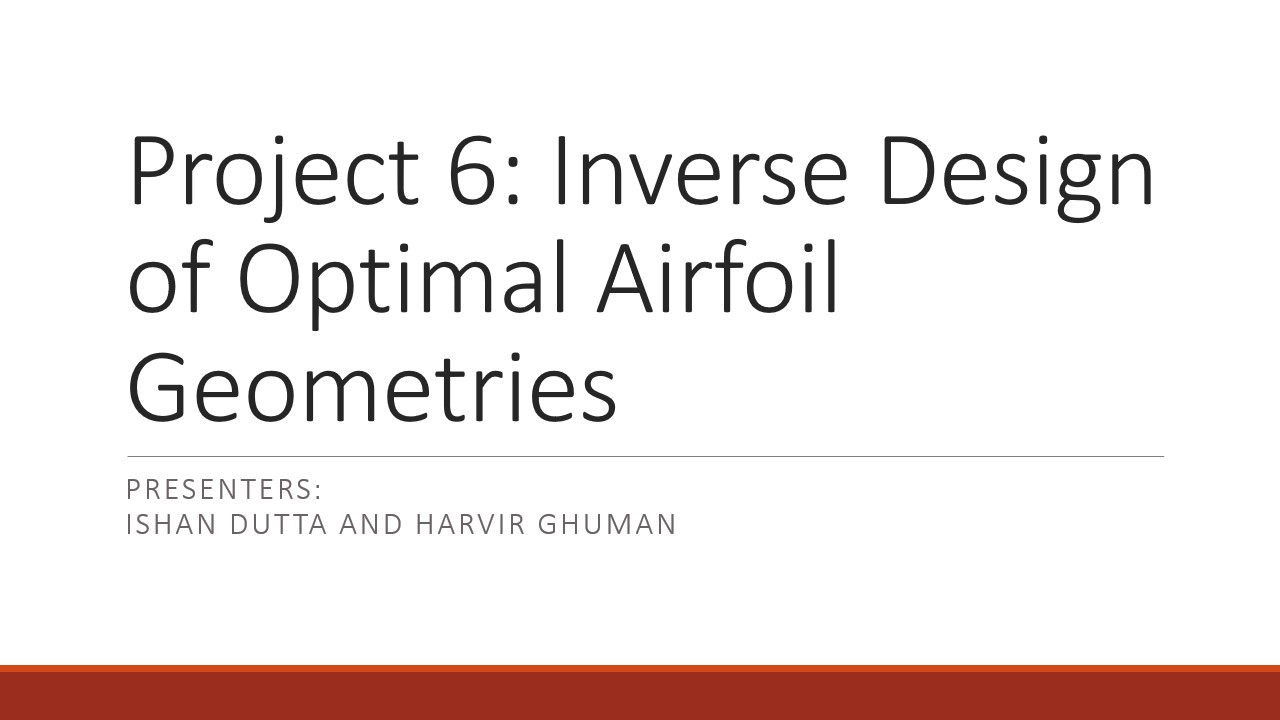 Project 6: Inverse Design
of Optimal Airfoil
Geometries
PRESENTERS:
ISHAN DUTTA AND HARVIR GHUMAN